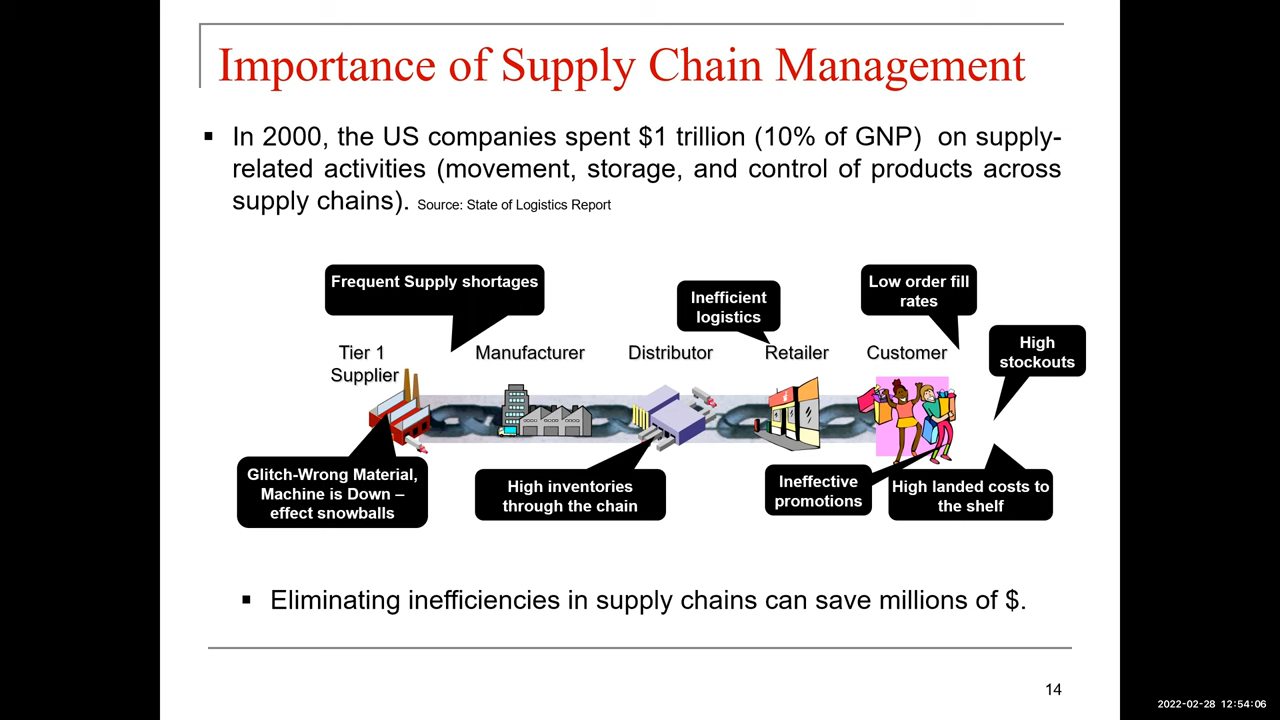 Importance of Supply Chain Management
▪ In 2000, the US companies spent $1 trillion (10% of GNP) on supply-
related activities (movement, storage, and control of products across
supply chains). Source: State of Logistics Report
Frequent Supply shortages
Inefficient
logistics
Low order fill
rates
High
stockouts
Tier 1
Supplier
Manufacturer
Distributor
Retailer
Customer
Glitch-Wrong Material,
Machine is Down –
effect snowballs
High inventories
through the chain
Ineffective
promotions
High landed costs to
the shelf
▪ Eliminating inefficiencies in supply chains can save millions of $.
14
2022-02-28 12:54:06